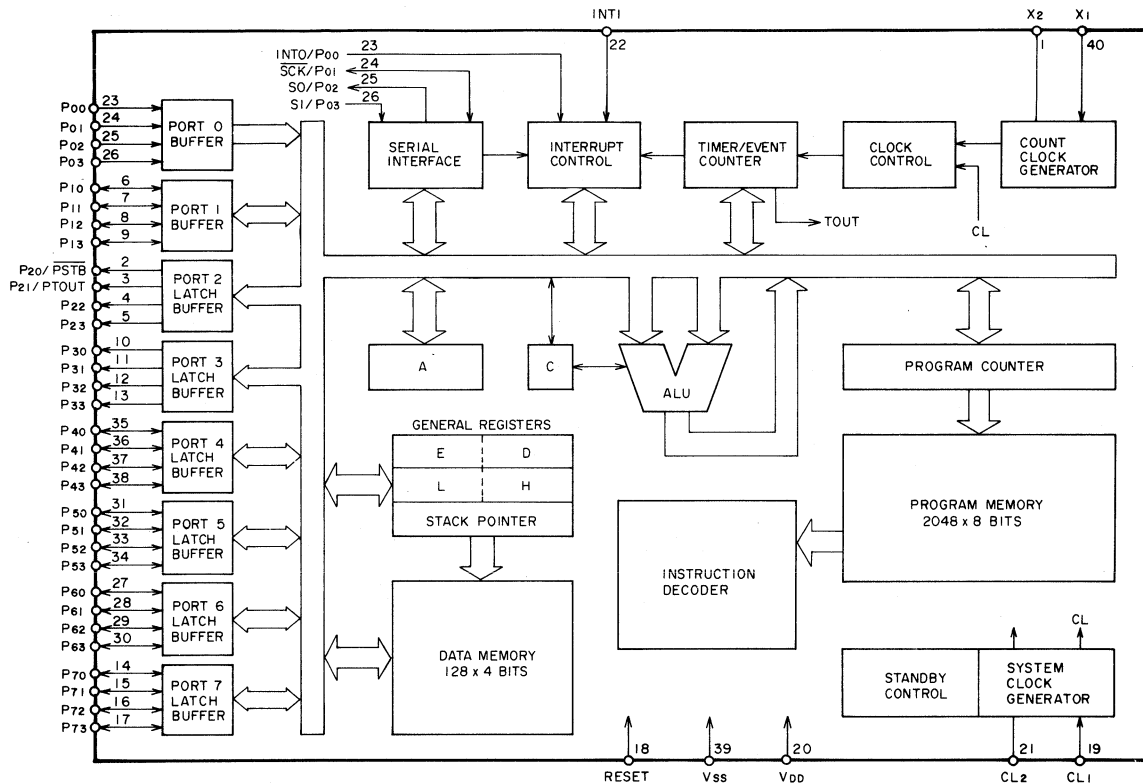 INT1
22
X2
1
X1
40
INT0/P00
23
SCK/P01
24
SO/P02
25
SI/P03
26
P00 23
P01 24
P02 25
P03 26
PORT 0
BUFFER
P10 6
P11 7
P12 8
P13 9
PORT 1
BUFFER
P20/PSTB 2
P21/PTOUT 3
P22 4
P23 5
PORT 2
LATCH
BUFFER
P30 10
P31 11
P32 12
P33 13
PORT 3
LATCH
BUFFER
P40 35
P41 36
P42 37
P43 38
PORT 4
LATCH
BUFFER
P50 31
P51 32
P52 33
P53 34
PORT 5
LATCH
BUFFER
P60 27
P61 28
P62 29
P63 30
PORT 6
LATCH
BUFFER
P70 14
P71 15
P72 16
P73 17
PORT 7
LATCH
BUFFER
SERIAL
INTERFACE
INTERRUPT
CONTROL
TIMER/EVENT
COUNTER
CLOCK
CONTROL
COUNT
CLOCK
GENERATOR
TOUT
CL
A
C
ALU
PROGRAM COUNTER
GENERAL REGISTERS
E D
L H
STACK POINTER
PROGRAM MEMORY
2048 x 8 BITS
INSTRUCTION
DECODER
DATA MEMORY
128 x 4 BITS
CL
STANDBY
CONTROL
SYSTEM
CLOCK
GENERATOR
18
RESET
39
VSS
20
VDD
21
CL2
19
CL1